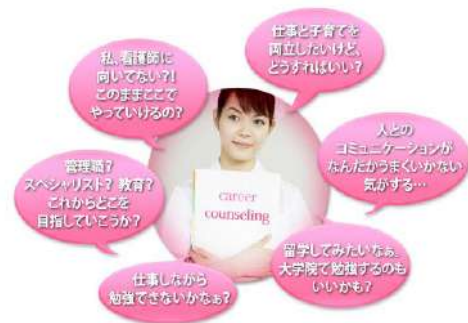 私、看護師に
向いてない?!
このままここで
やっていけるの?
仕事と子育てを
両立したいけど、
どうすればいい?
人との
コミュニケーションが
なんだかうまくいかない
気がする…
管理職?
スペシャリスト? 教育?
これからどこを
目指していこうか?
career
counseling
仕事しながら
勉強できないかなぁ?
留学してみたいなぁ。
大学院で勉強するのも
いいかも?